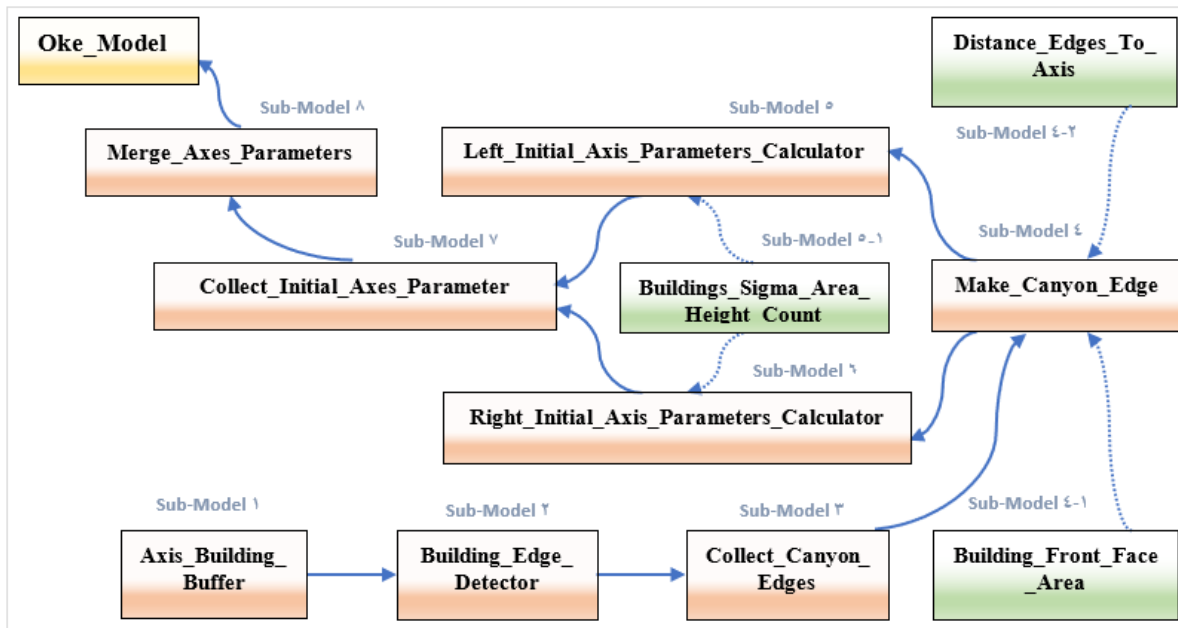 Oke_Model
Distance_Edges_To_
Axis
Sub-Model ۸
Sub-Model ٥
Merge_Axes_Parameters
Left_Initial_Axis_Parameters_Calculator
Sub-Model ٤-٢
Sub-Model ۷
Sub-Model ٥-۱
Sub-Model ٤
Collect_Initial_Axes_Parameter
Buildings_Sigma_Area_
Height_Count
Make_Canyon_Edge
Sub-Model ٦
Right_Initial_Axis_Parameters_Calculator
Sub-Model ۱
Sub-Model ۲
Sub-Model ۳
Sub-Model ٤-۱
Axis_Building_
Buffer
Building_Edge_
Detector
Collect_Canyon_
Edges
Building_Front_Face
_Area